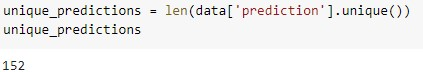 unique_predictions = len(data['prediction'].unique())
unique_predictions
152